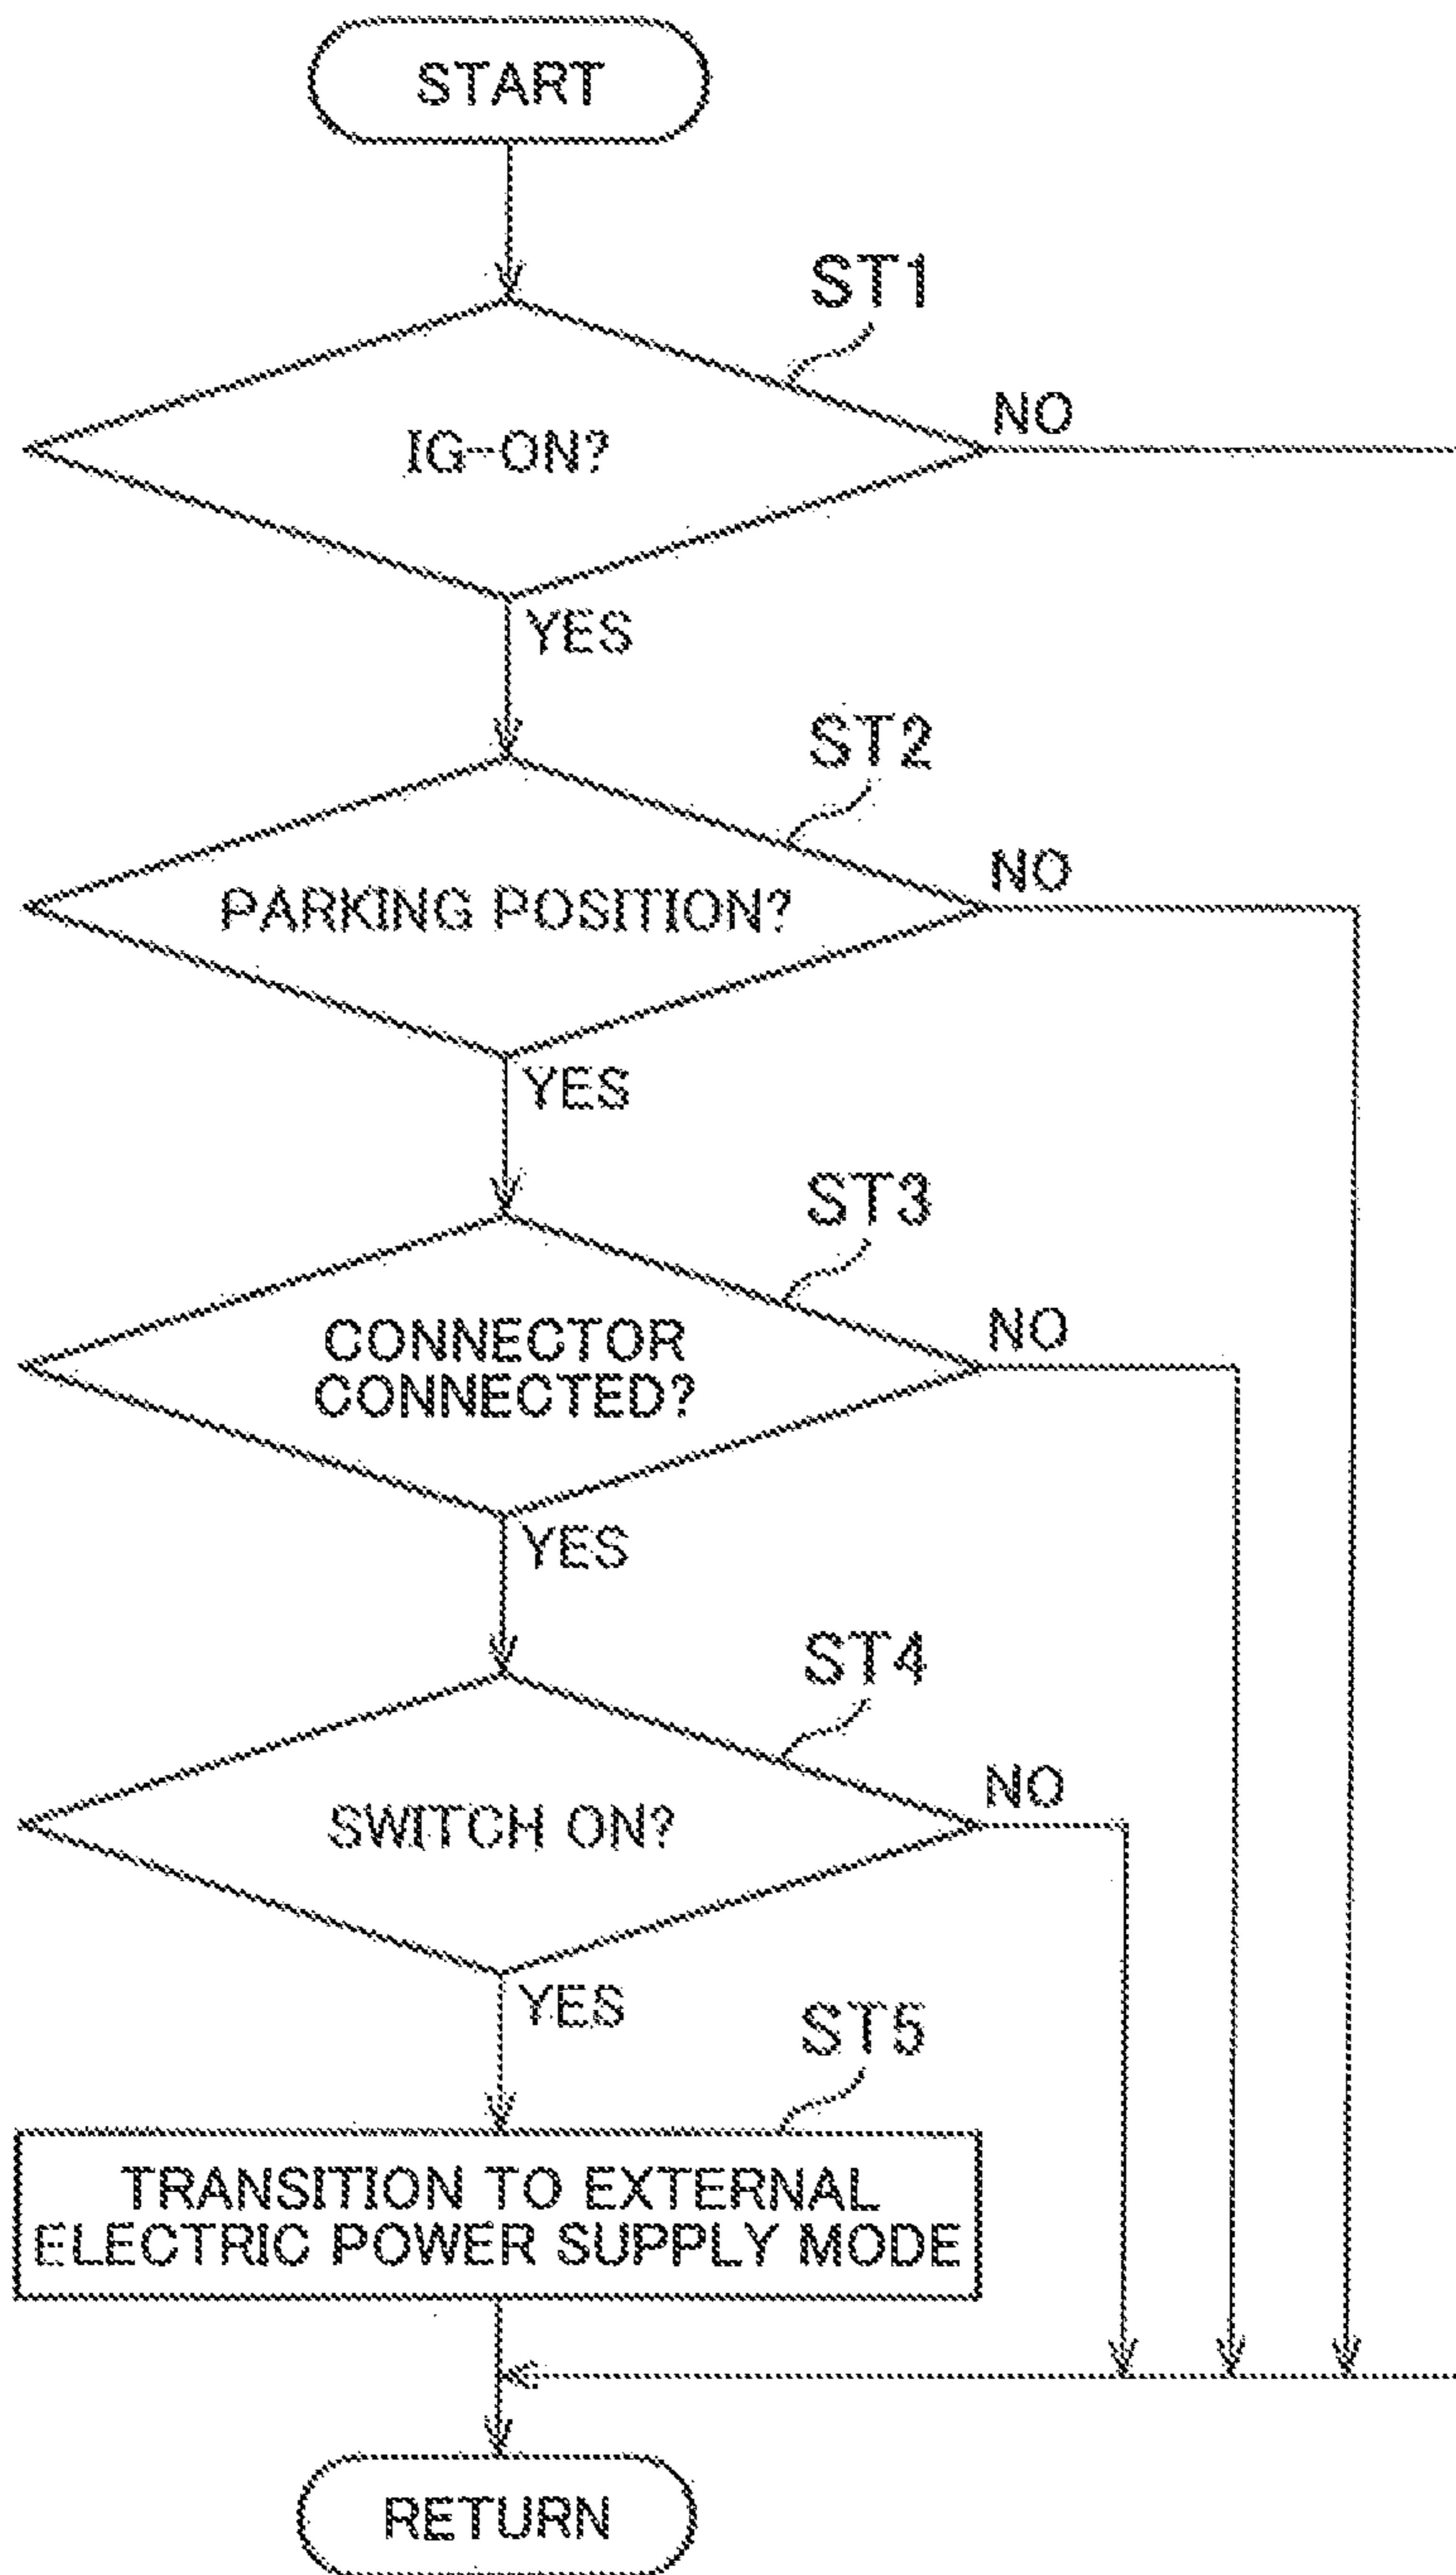 START
ST1
IG-ON?
NO
YES
ST2
PARKING POSITION?
NO
YES
ST3
CONNECTOR
CONNECTED?
NO
YES
ST4
SWITCH ON?
NO
YES
ST5
TRANSITION TO EXTERNAL
ELECTRIC POWER SUPPLY MODE
RETURN